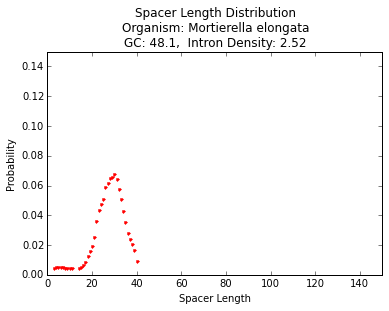 Spacer Length Distribution
Organism: Mortierella elongata
GC: 48.1,  Intron Density: 2.52
0.14
0.12
0.10
0.08
0.06
0.04
0.02
0.00
Probability
0 20 40 60 80 100 120 140
Spacer Length